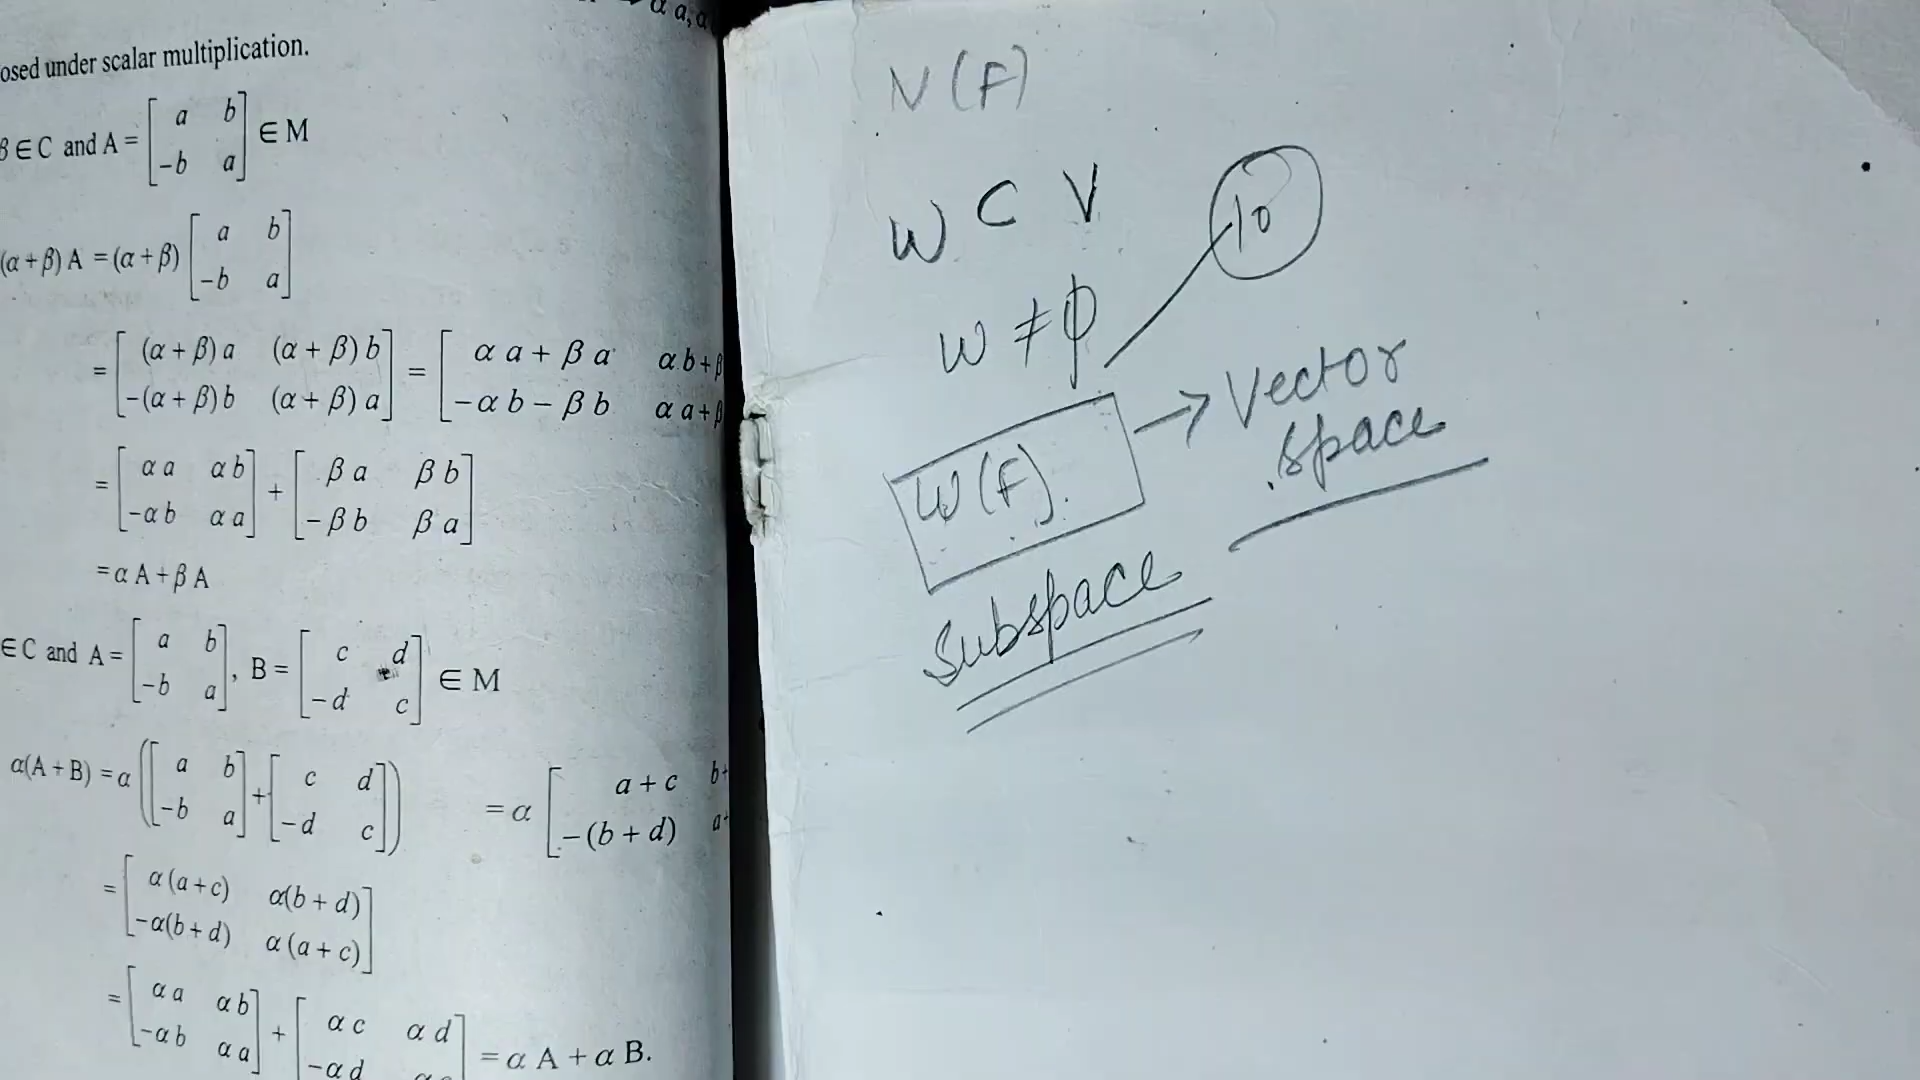 α a, α
osed under scalar multiplication.
β ∈ C and A = [ a b ; -b a ] ∈ M
(α + β) A = (α + β) [ a b ; -b a ]
= [ (α + β) a (α + β) b ; -(α + β) b (α + β) a ] = [ α a + β a α b + β ; -α b - β b α a + β
= [ α a α b ; -α b α a ] + [ β a β b ; -β b β a ]
= α A + β A
∈ C and A = [ a b ; -b a ], B = [ c d ; -d c ] ∈ M
α(A + B) = α ([ a b ; -b a ] + [ c d ; -d c ]) = α [ a + c b+ ; -(b + d) a+
= [ α (a + c) α(b + d) ; -α(b + d) α (a + c) ]
= [ α a α b ; -α b α a ] + [ α c α d ; -α d ] = α A + α B.
V (F)
W ⊂ V
10
W ≠ ϕ
W(F). → Vector
space
Subspace